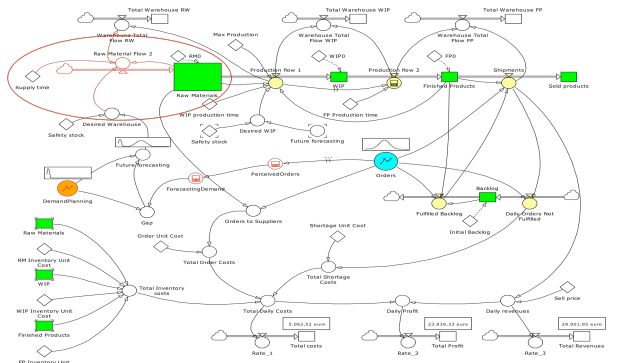 Total Warehouse RW
Total Warehouse WIP
Total Warehouse FP
Warehouse Total
Flow RW
Max Production
Warehouse Total
Flow WIP
Warehouse Total
Flow FP
Raw Material Flow 2
RM0
WIP0
FP0
Production flow 1
Production flow 2
Shipments
Supply time
Raw Materials
WIP
Finished Products
Sold products
WIP production time
FP Production time
Desired Warehouse
Safety stock
Safety stock
Desired WIP
Future forecasting
Future forecasting
PerceivedOrders
Orders
DemandPlanning
ForecastingDemand
Backlog
Gap
Orders to Suppliers
Fulfilled Backlog
Daily Orders Not
Fulfilled
Initial Backlog
Raw Materials
Order Unit Cost
Shortage Unit Cost
RM Inventory Unit
Cost
Total Order Costs
WIP
Total Shortage
Costs
Total Inventory
costs
Sell price
WIP Inventory Unit
Cost
Total Daily Costs
Daily Profit
Daily revenues
Finished Products
5.062,52 euro
23.839,33 euro
28.901,85 euro
Total costs
Total Profit
Total Revenues
Rate_1
Rate_2
Rate_3
FP Inventory Unit